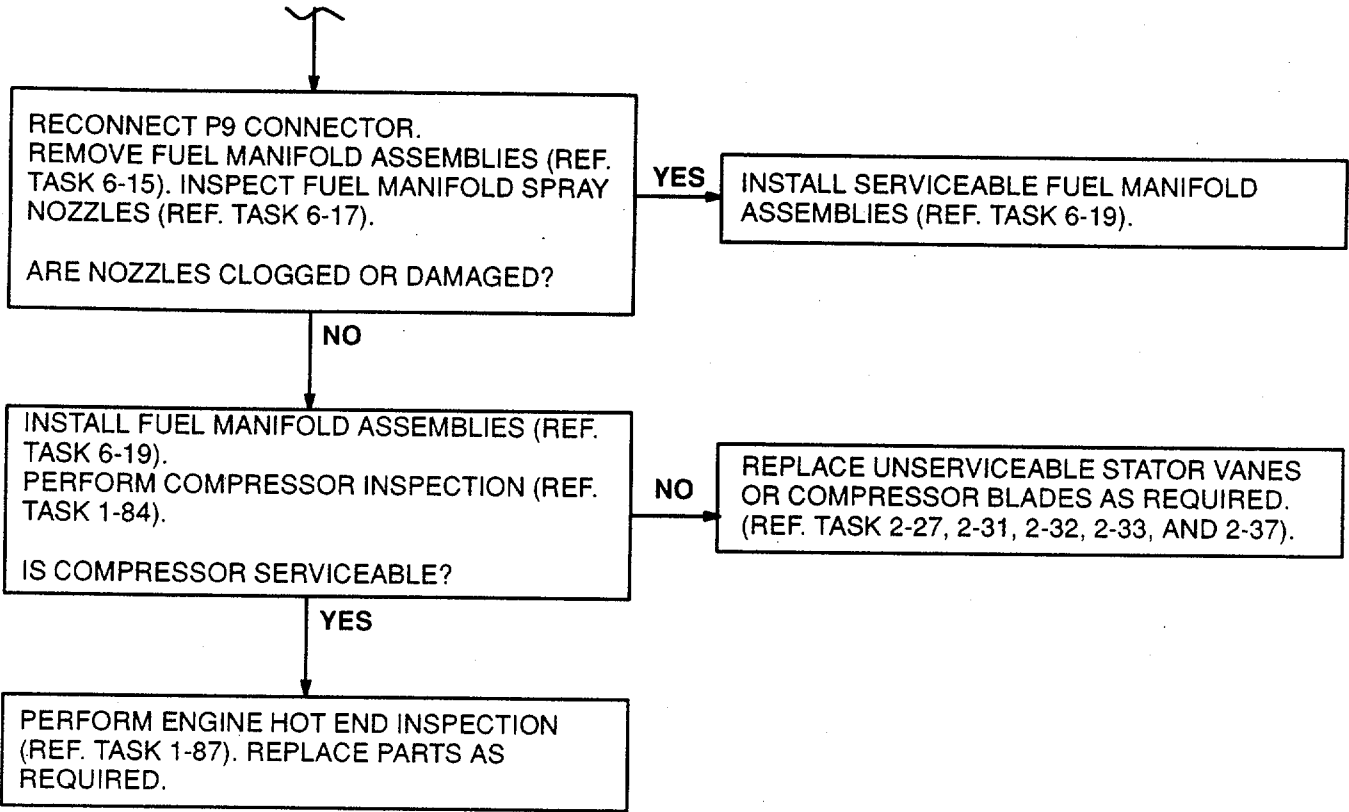 RECONNECT P9 CONNECTOR.
REMOVE FUEL MANIFOLD ASSEMBLIES (REF.
TASK 6-15). INSPECT FUEL MANIFOLD SPRAY
NOZZLES (REF. TASK 6-17).
ARE NOZZLES CLOGGED OR DAMAGED?
YES
INSTALL SERVICEABLE FUEL MANIFOLD
ASSEMBLIES (REF. TASK 6-19).
NO
INSTALL FUEL MANIFOLD ASSEMBLIES (REF.
TASK 6-19).
PERFORM COMPRESSOR INSPECTION (REF.
TASK 1-84).
IS COMPRESSOR SERVICEABLE?
NO
REPLACE UNSERVICEABLE STATOR VANES
OR COMPRESSOR BLADES AS REQUIRED.
(REF. TASK 2-27, 2-31, 2-32, 2-33, AND 2-37).
YES
PERFORM ENGINE HOT END INSPECTION
(REF. TASK 1-87). REPLACE PARTS AS
REQUIRED.